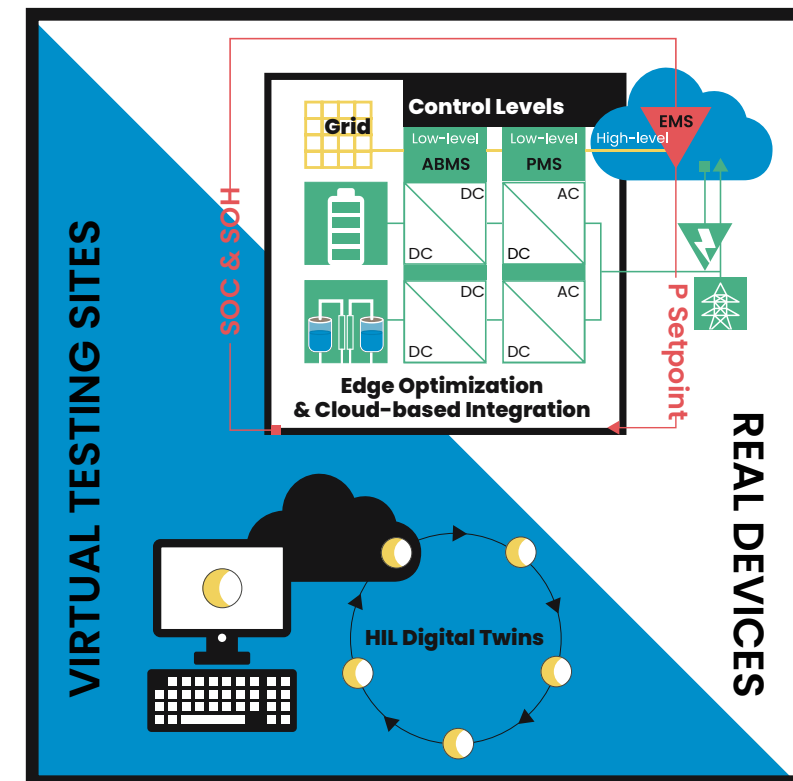 Control Levels
Grid
Low-level
ABMS
Low-level
PMS
High-level
EMS
DC
DC
AC
DC
DC
DC
AC
DC
SOC & SOH
P Setpoint
Edge Optimization
& Cloud-based Integration
VIRTUAL TESTING SITES
REAL DEVICES
HIL Digital Twins